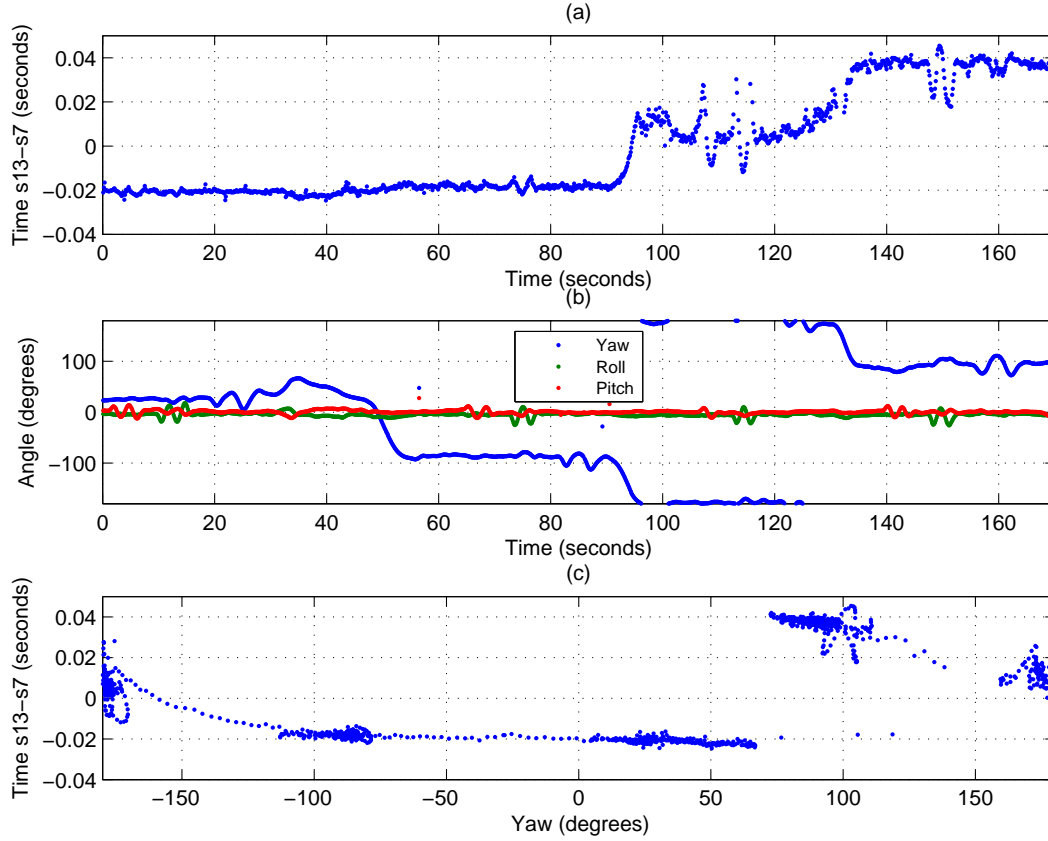 (a)
Time s13−s7 (seconds)
0.04
0.02
0
−0.02
−0.04
0 20 40 60 80 100 120 140 160
Time (seconds)
(b)
Angle (degrees)
100
0
−100
Yaw
Roll
Pitch
0 20 40 60 80 100 120 140 160
Time (seconds)
(c)
Time s13−s7 (seconds)
0.04
0.02
0
−0.02
−0.04
−150 −100 −50 0 50 100 150
Yaw (degrees)